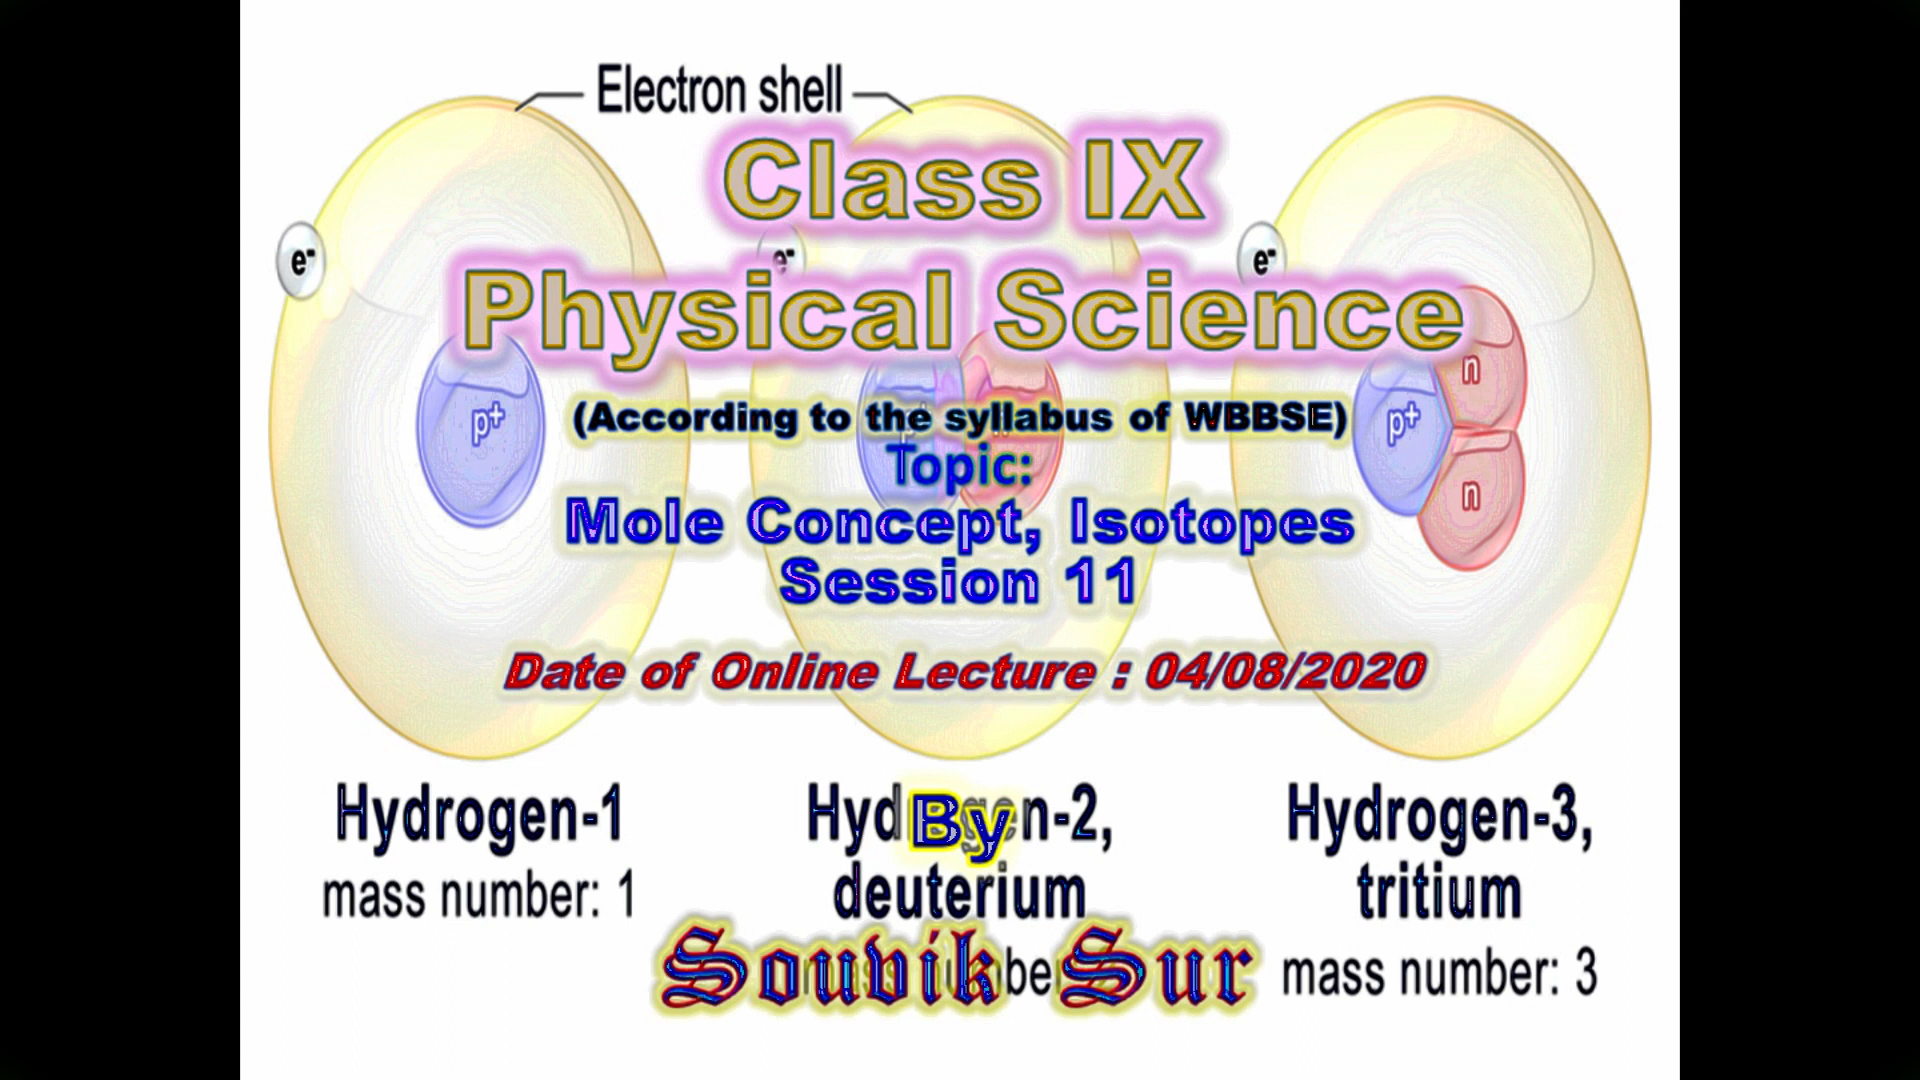 Electron shell
Class IX
Physical Science
e-
e-
e-
(According to the syllabus of WBBSE)
p+
p+
n
n
Topic:
Mole Concept, Isotopes
Session 11
Date of Online Lecture : 04/08/2020
Hydrogen-1
mass number: 1
By
deuterium
Hydrogen-3,
tritium
mass number: 3
Souvik Sur